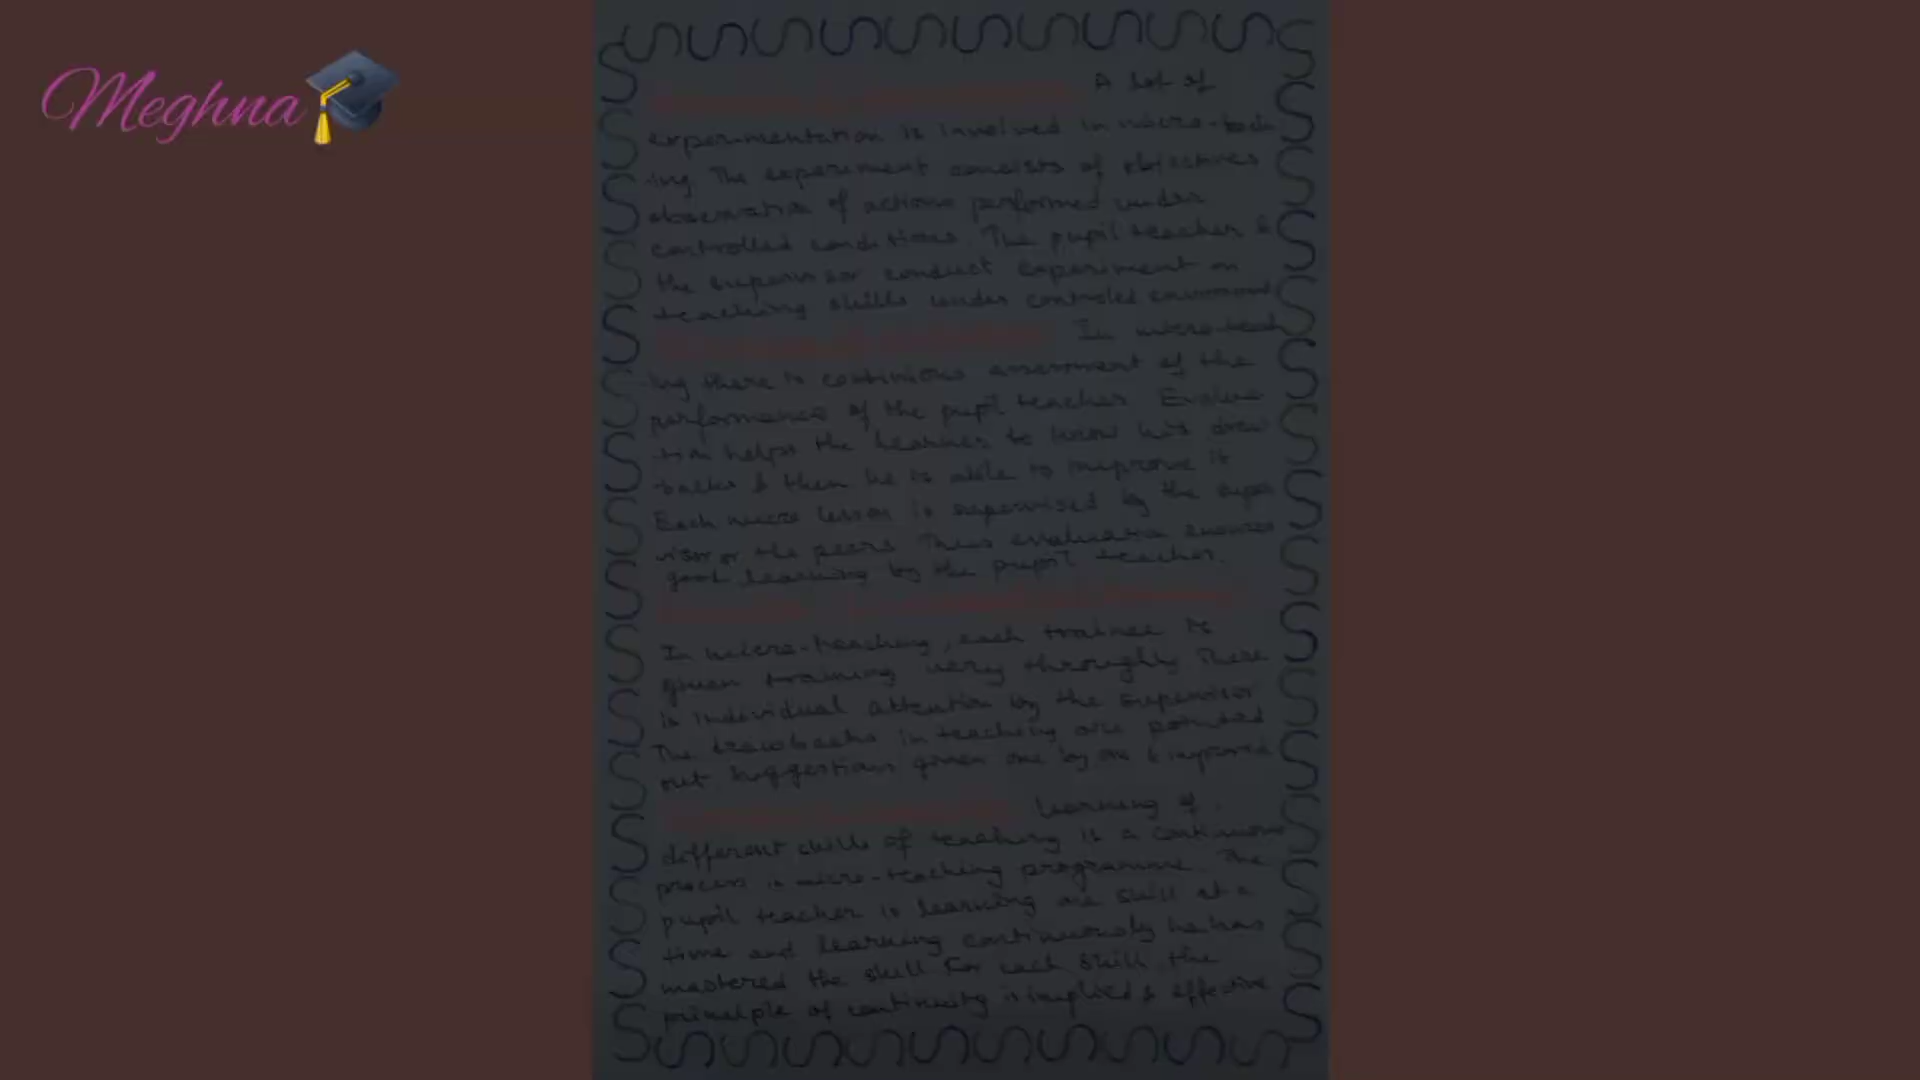 Meghna
A lot of
experimentation is involved in micro-teach
-ing. The experiment consists of objectives
observation of actions performed under
controlled conditions. The pupil teacher &
the supervisor conduct experiment on
teaching skills under controled environment
In micro-teach
-ing there is continious assessment of the
performance of the pupil teacher. Evalua
-tion helps the learner to know his draw
-backs & then he is able to improve it
Each micro lesson is supervised by the super
visor or the peers. Thus evaluation ensures
good learning by the pupil teacher.
In micro-teaching, each trainee is
given training very throughly. There
is individual attention by the supervisor
The drawbacks in teaching are pointed
out. Suggestions given one by one & improved
Learning of
different skills of teaching is a continuous
process in micro-teaching programme. The
pupil teacher is learning one skill at a
time and learning continuously he has
mastered the skill. For each skill, the
principle of continuity is implied & effective